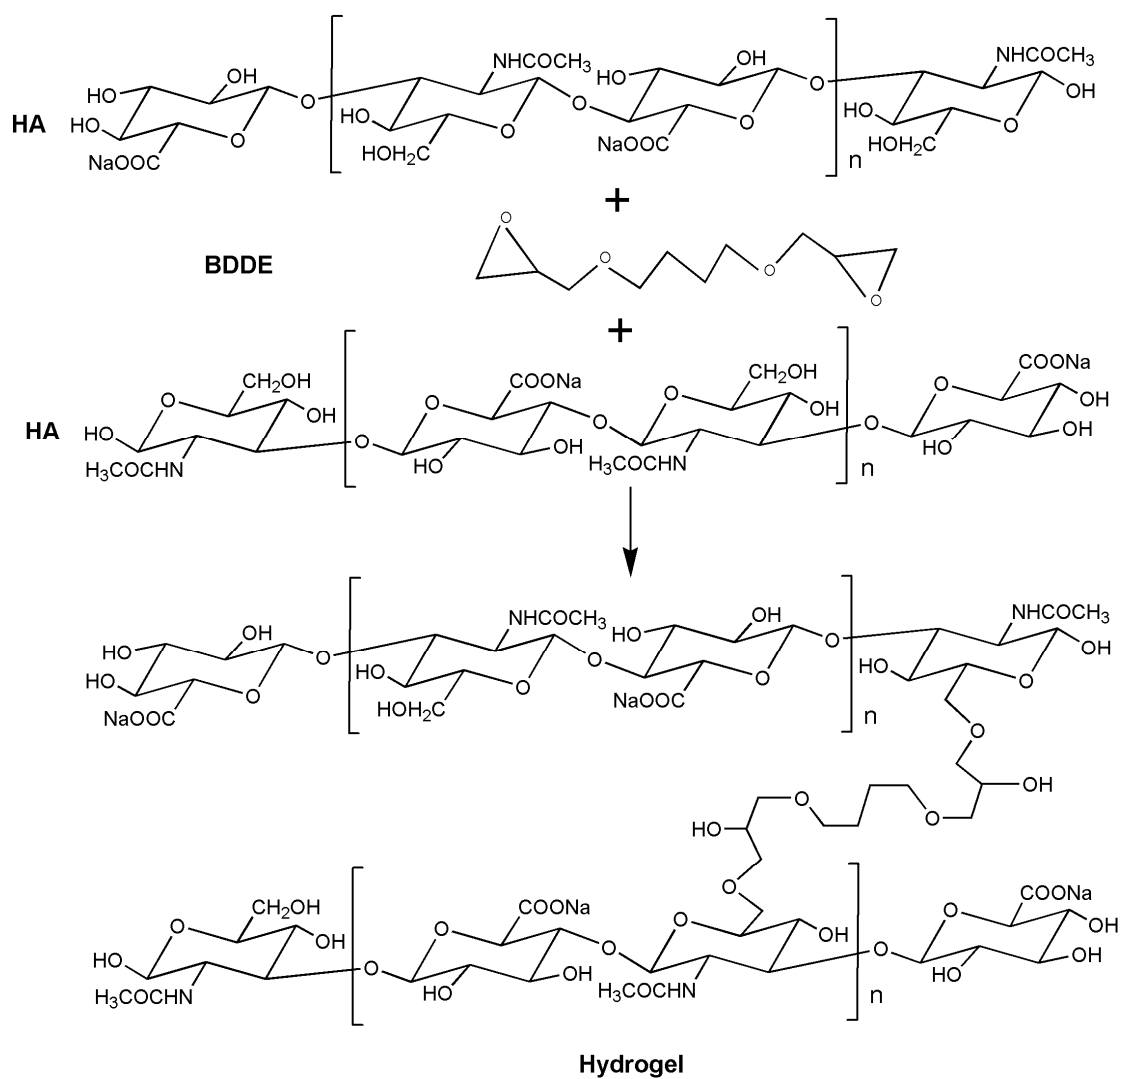 OH NHCOCH3 HO OH NHCOCH3
HO O HO O O OH
HA HO O HOH2C O NaOOC O HO HOH2C O
NaOOC n
+
O
BDDE O O O
+
HA O CH2OH OH COONa O CH2OH OH O COONa OH
HO O O HO OH O O O HO OH
H3COCHN H3COCHN n
HO OH NHCOCH3 HO OH NHCOCH3
HO O HO O O O HO OH
NaOOC O HOH2C O NaOOC O n O
O
OH
HO O O
O
O CH2OH OH O COONa O OH O COONa OH
HO O HO OH O O HO OH
H3COCHN H3COCHN n
Hydrogel